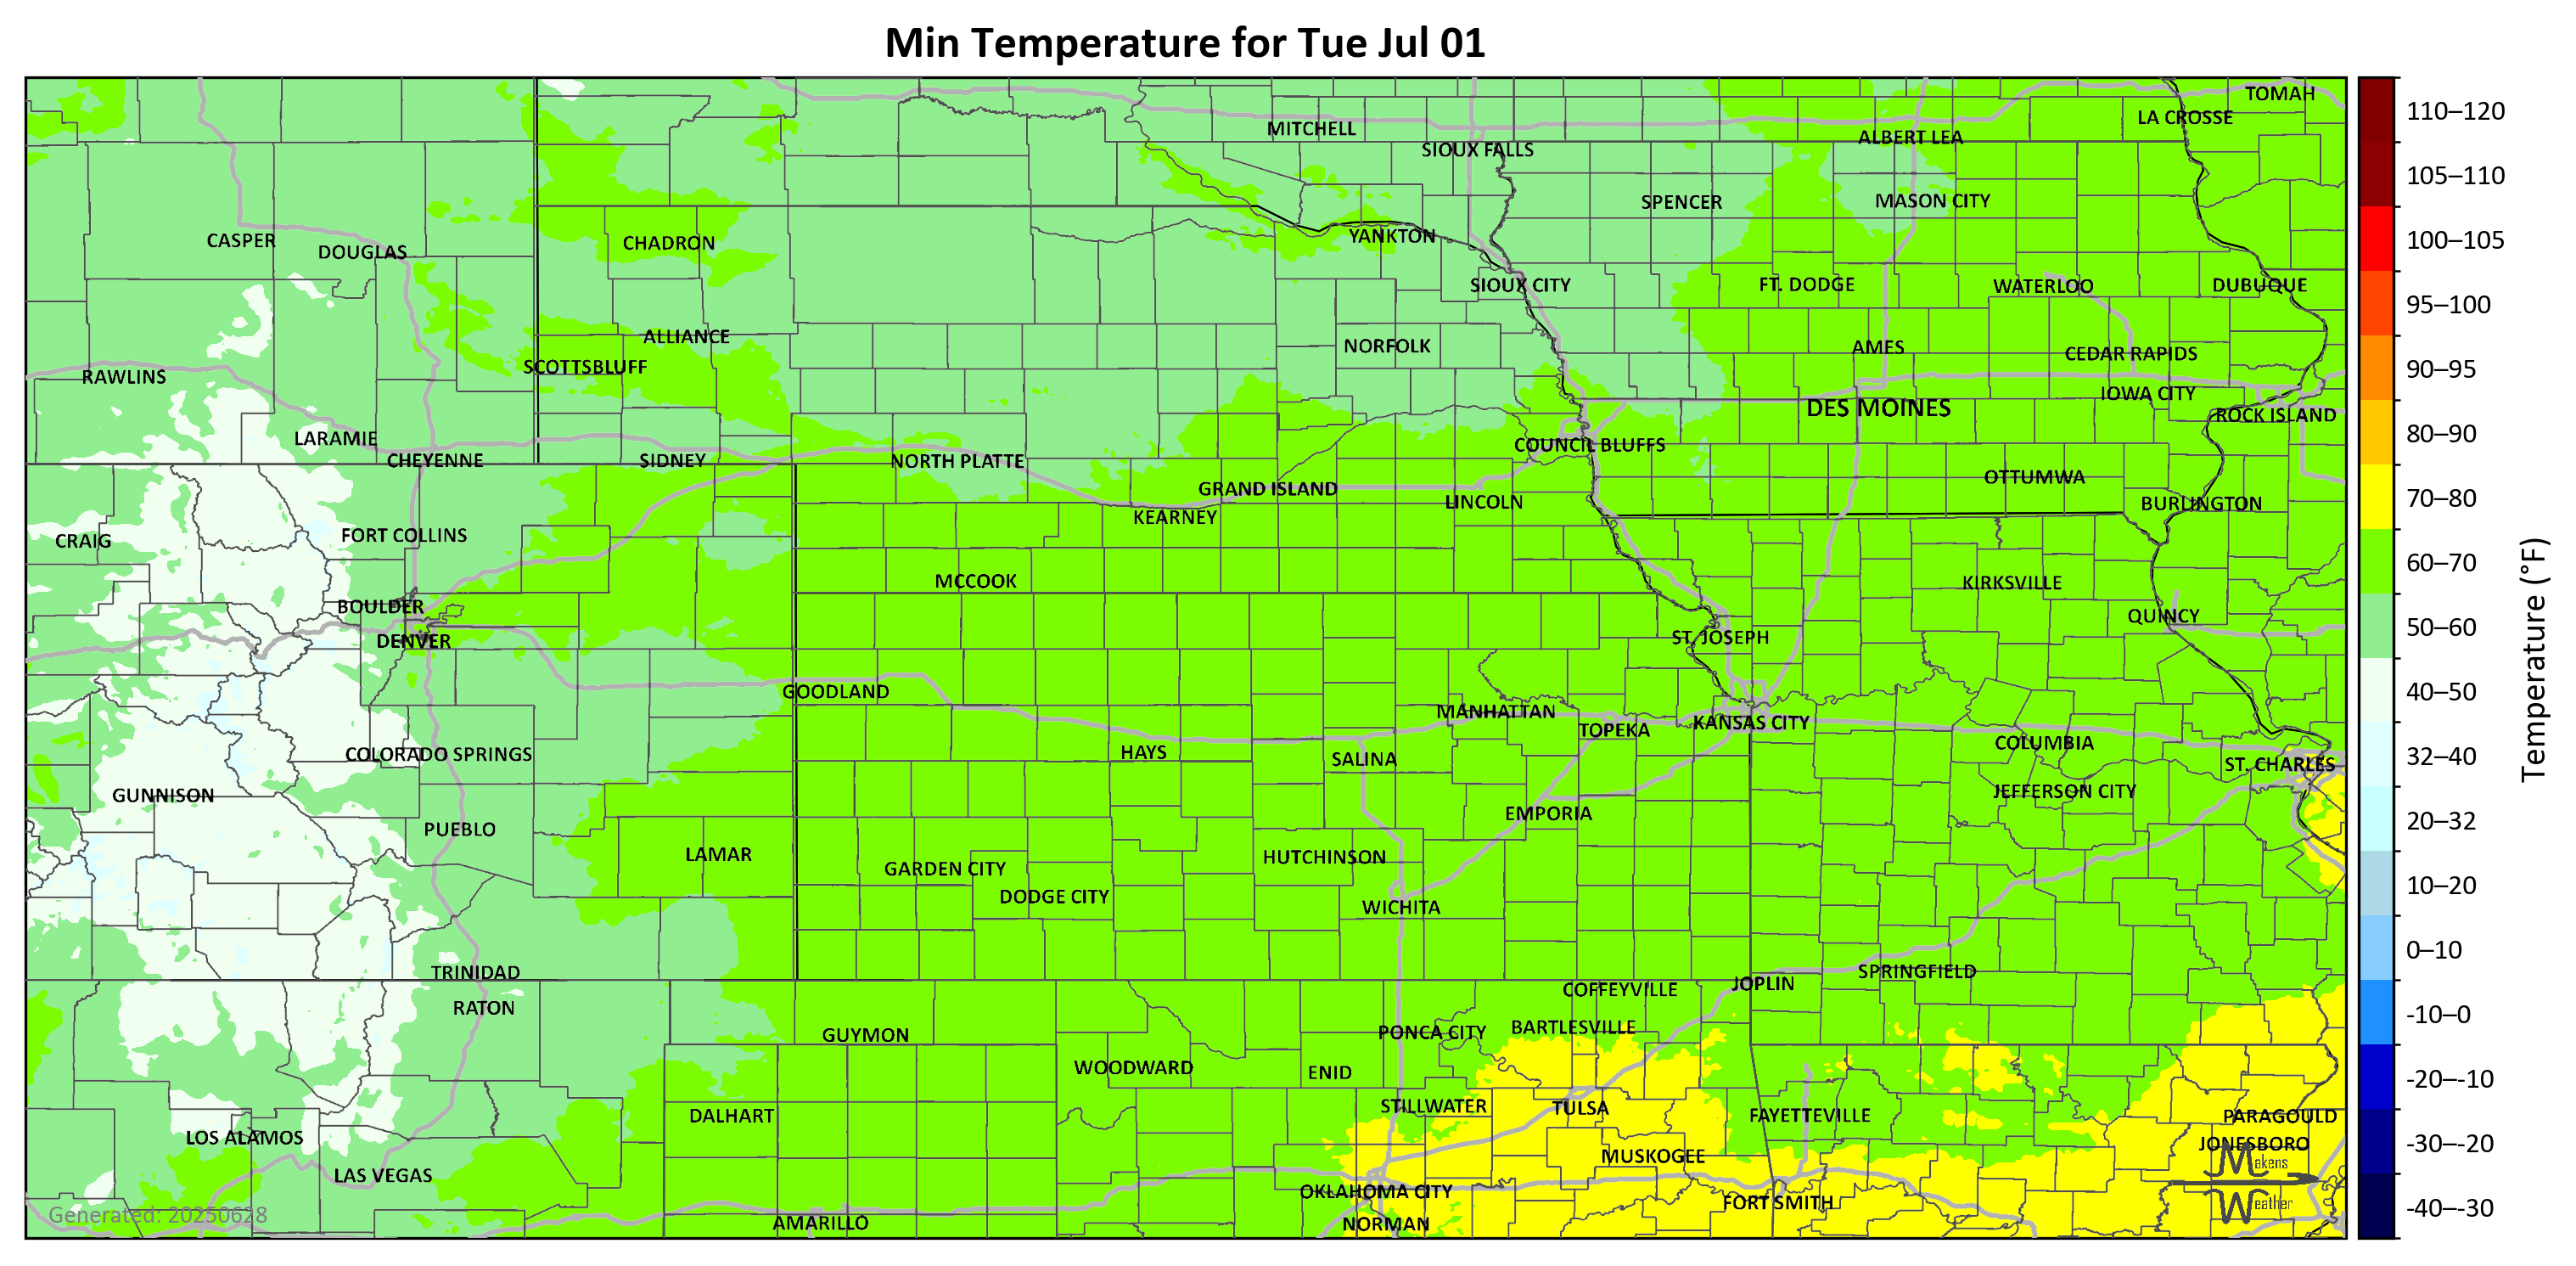 Min Temperature for Tue Jul 01
TOMAH
LA CROSSE
MITCHELL
ALBERT LEA
SIOUX FALLS
SPENCER
MASON CITY
CASPER
DOUGLAS
CHADRON
YANKTON
SIOUX CITY
FT. DODGE
WATERLOO
DUBUQUE
ALLIANCE
NORFOLK
AMES
CEDAR RAPIDS
SCOTTSBLUFF
RAWLINS
IOWA CITY
DES MOINES
ROCK ISLAND
LARAMIE
COUNCIL BLUFFS
CHEYENNE
SIDNEY
NORTH PLATTE
OTTUMWA
GRAND ISLAND
LINCOLN
BURLINGTON
KEARNEY
FORT COLLINS
CRAIG
MCCOOK
KIRKSVILLE
BOULDER
QUINCY
DENVER
ST. JOSEPH
GOODLAND
MANHATTAN
KANSAS CITY
TOPEKA
COLUMBIA
COLORADO SPRINGS
HAYS
SALINA
ST. CHARLES
GUNNISON
JEFFERSON CITY
EMPORIA
PUEBLO
LAMAR
HUTCHINSON
GARDEN CITY
DODGE CITY
WICHITA
TRINIDAD
SPRINGFIELD
JOPLIN
COFFEYVILLE
RATON
BARTLESVILLE
PONCA CITY
GUYMON
WOODWARD
ENID
STILLWATER
TULSA
DALHART
FAYETTEVILLE
PARAGOULD
LOS ALAMOS
JONESBORO
MUSKOGEE
LAS VEGAS
OKLAHOMA CITY
FORT SMITH
AMARILLO
NORMAN
Generated: 20250628
Makens
Weather
110–120
105–110
100–105
95–100
90–95
80–90
70–80
60–70
50–60
40–50
32–40
20–32
10–20
0–10
-10–0
-20–-10
-30–-20
-40–-30
Temperature (°F)